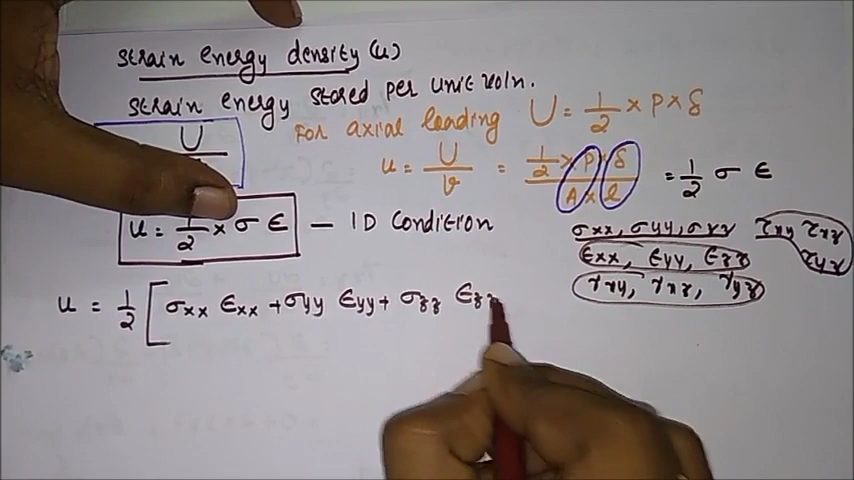 strain energy density (u)
strain energy stored per unit voln.
For axial loading U = 1/2 × P × δ
U
u = U/v = 1/2 × P × δ / A × l = 1/2 σ ϵ
u = 1/2 × σ ϵ — 1D Condition
σxx, σyy, σzz τxy τxz τyz
ϵxx, ϵyy, ϵzz
γxy, γxz, γyz
u = 1/2 [ σxx ϵxx + σyy ϵyy + σzz ϵzz